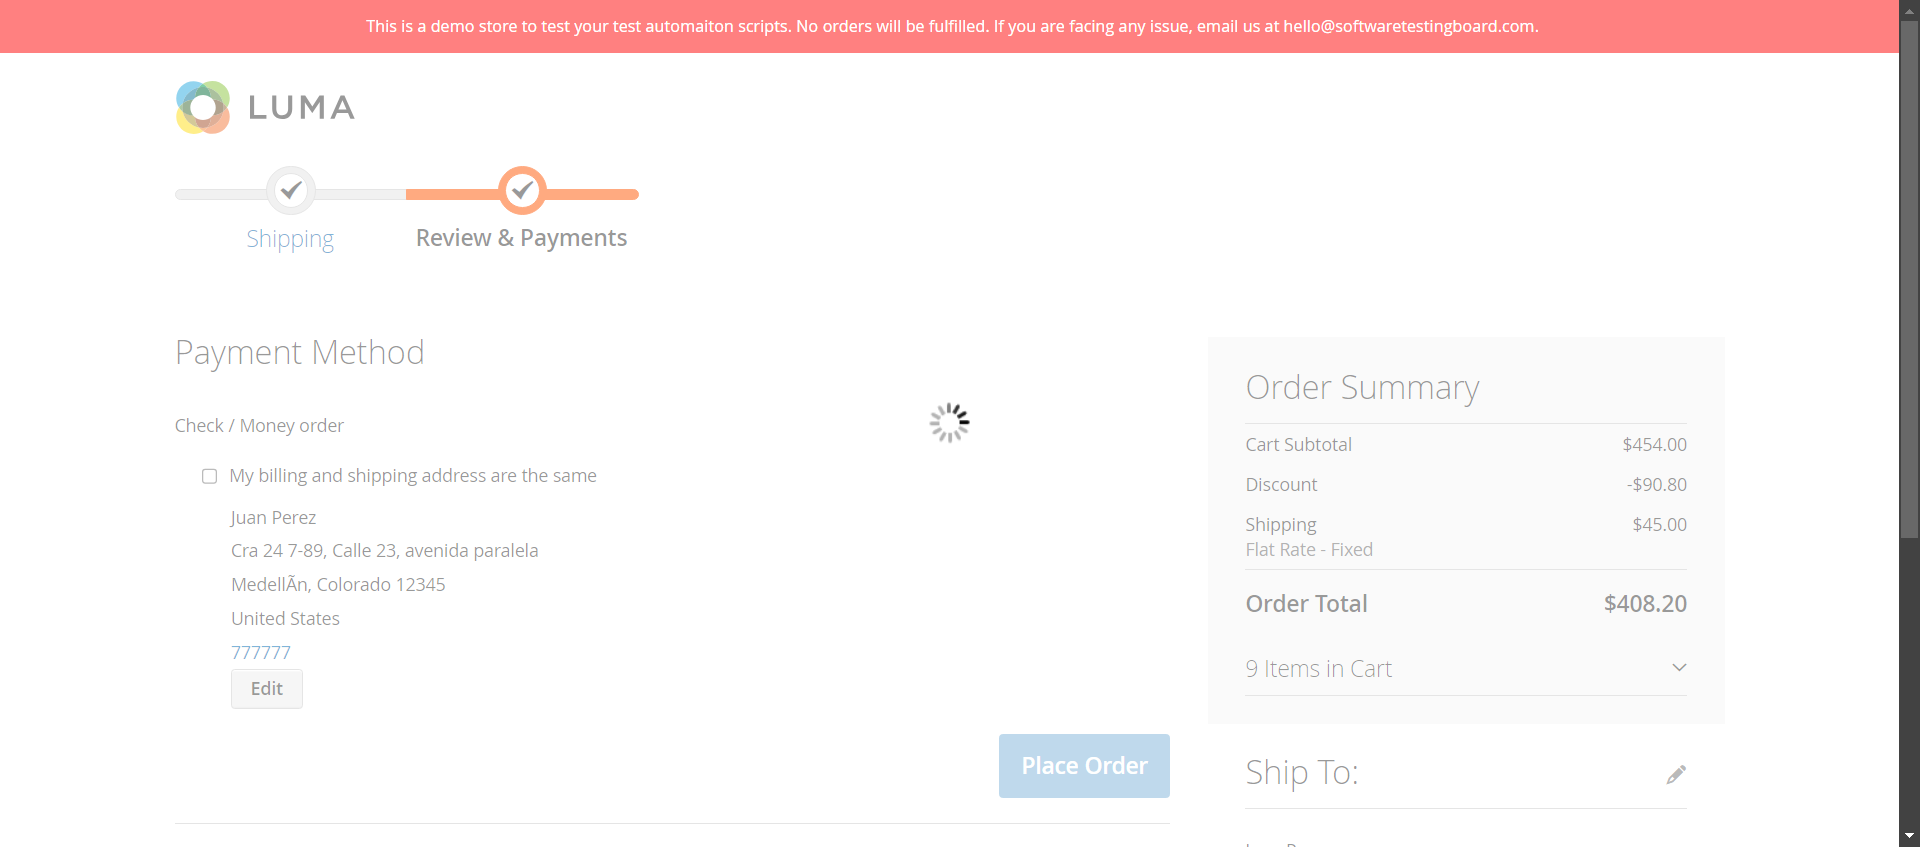 This is a demo store to test your test automaiton scripts. No orders will be fulfilled. If you are facing any issue, email us at hello@softwaretestingboard.com.
LUMA
Shipping
Review & Payments
Payment Method
Check / Money order
My billing and shipping address are the same
Juan Perez
Cra 24 7-89, Calle 23, avenida paralela
MedellÃn, Colorado 12345
United States
777777
Edit
Place Order
Order Summary
Cart Subtotal $454.00
Discount -$90.80
Shipping $45.00
Flat Rate - Fixed
Order Total $408.20
9 Items in Cart
Ship To: